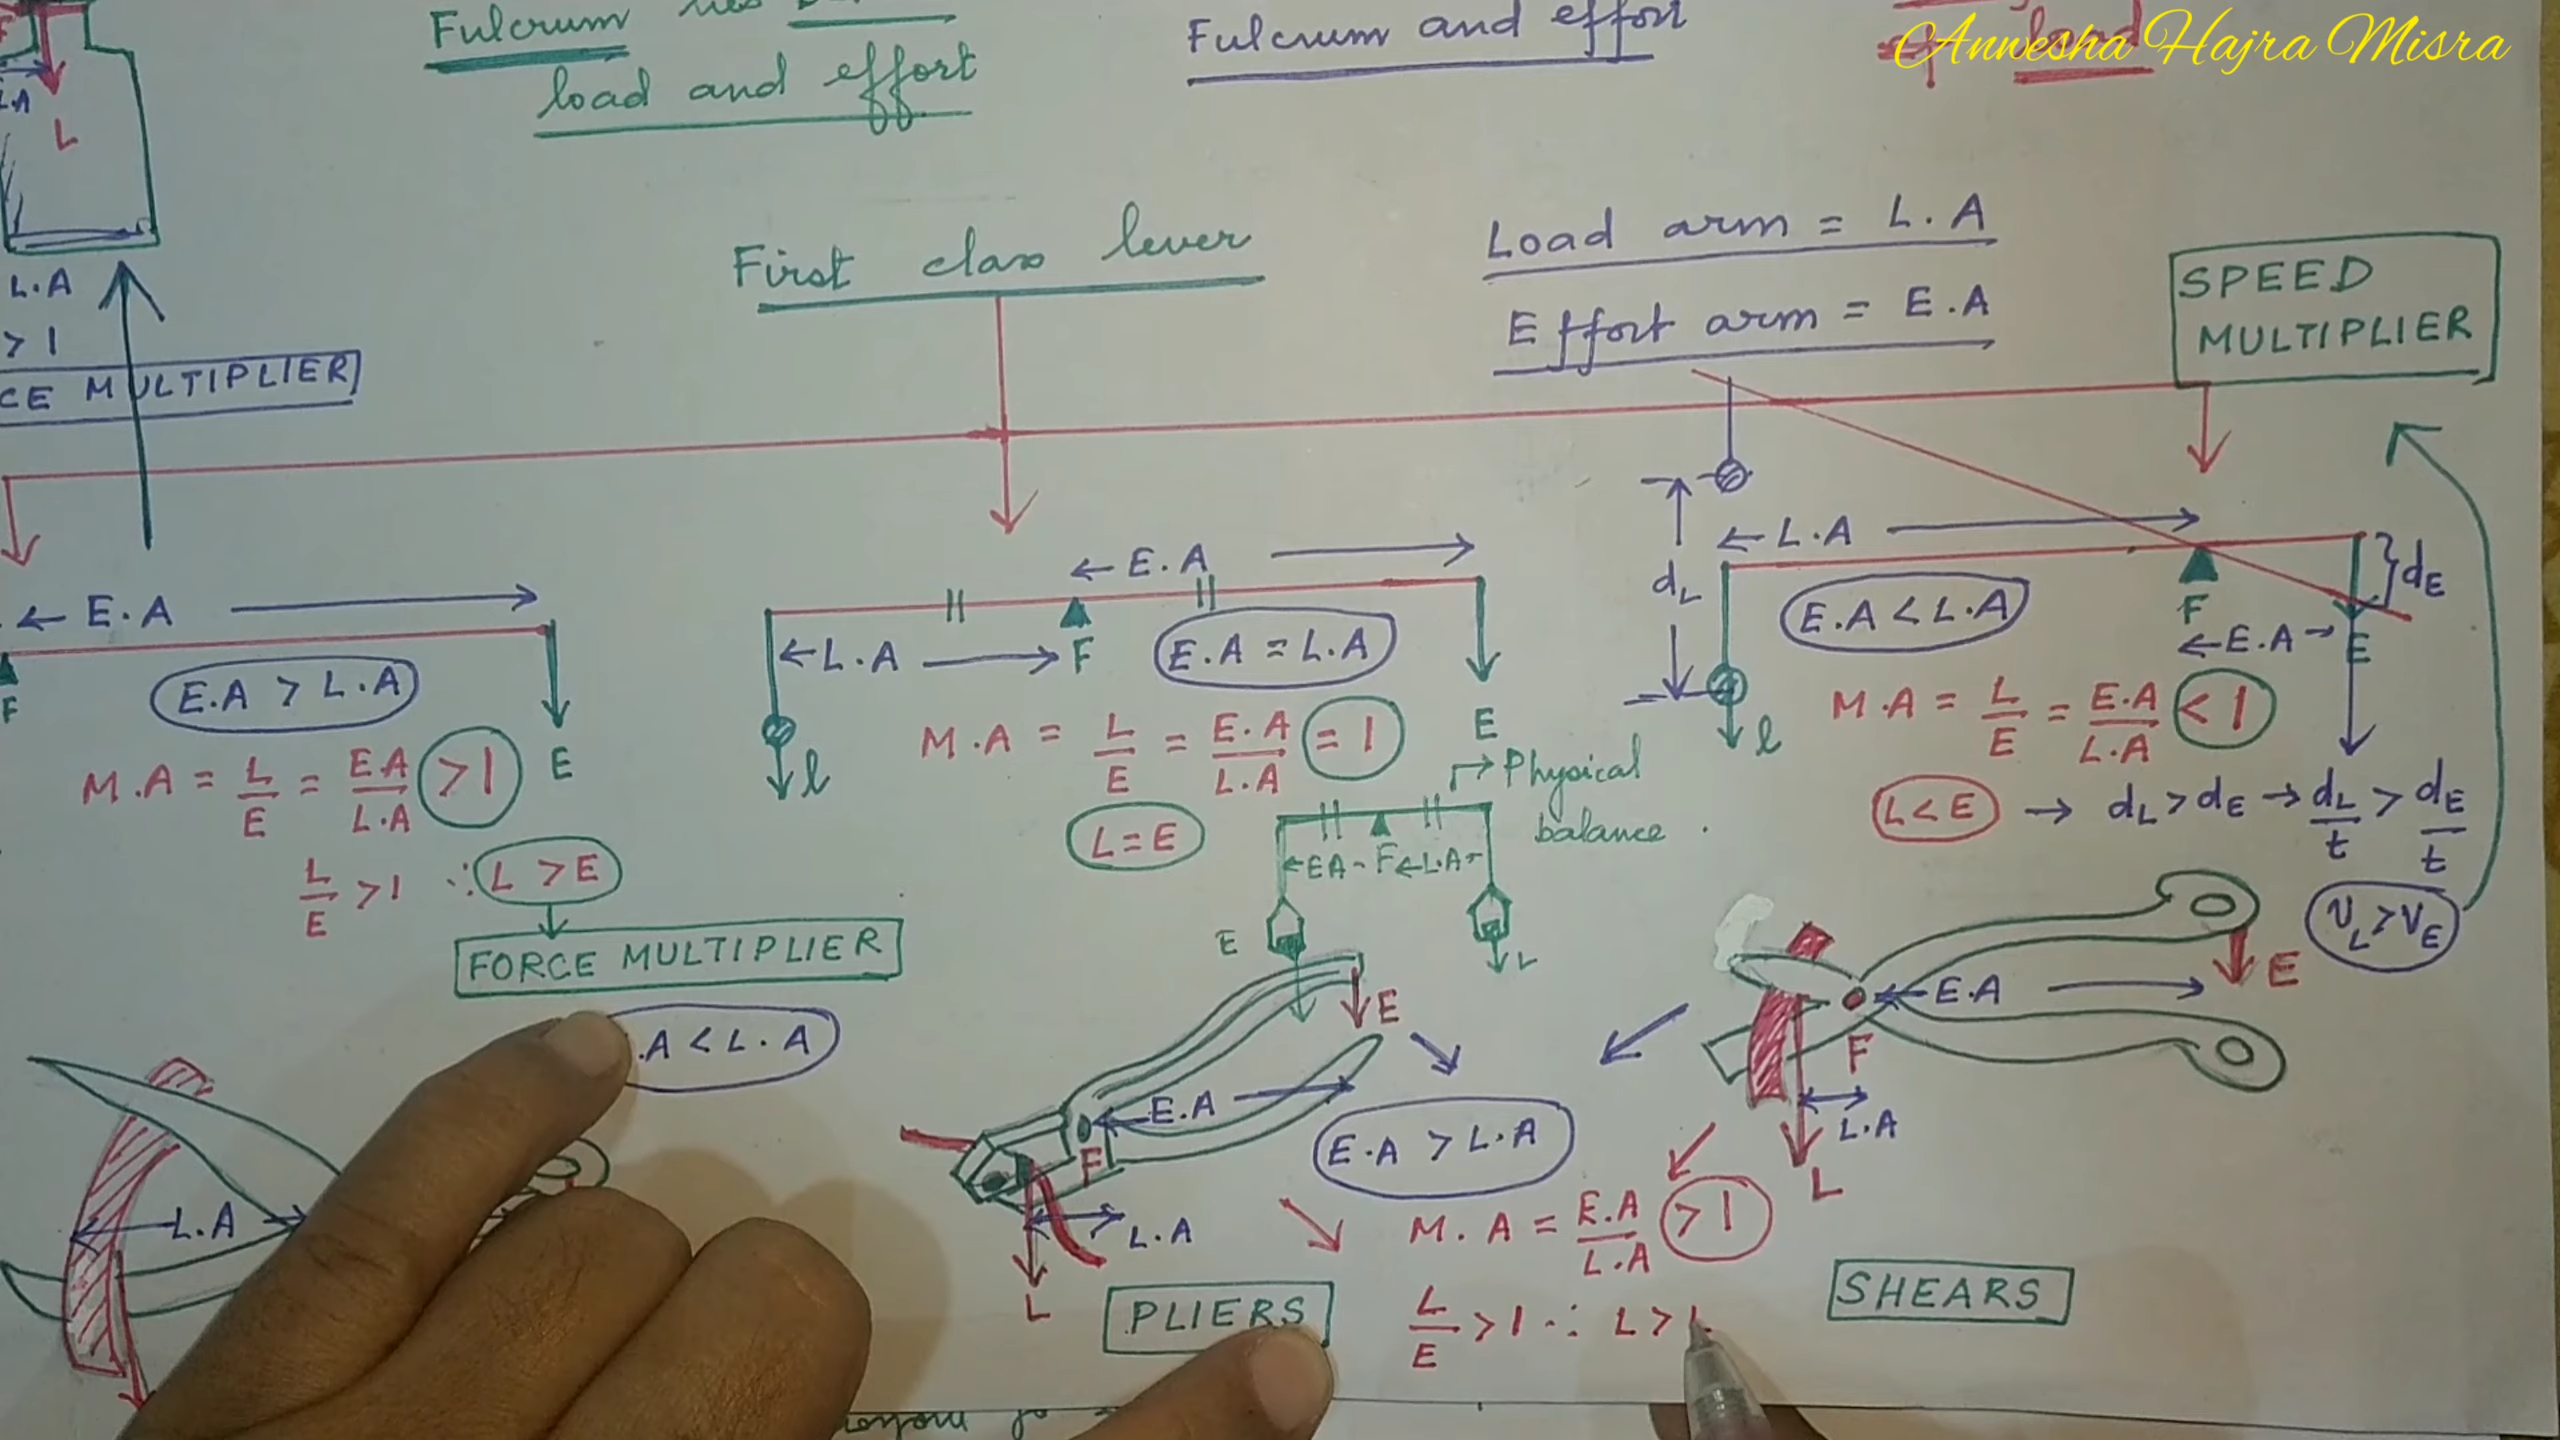 Anwesha Hajra Misra
Fulcrum lies
load and effort
Fulcrum and effort
load
L.A
L
First class lever
Load arm = L.A
Effort arm = E.A
SPEED
MULTIPLIER
L.A
> 1
CE MULTIPLIER
← E.A
F
E.A > L.A
M.A = L/E = E.A/L.A > 1
E
L/E > 1 ∴ L > E
FORCE MULTIPLIER
← E.A
← L.A
F
E.A = L.A
l
E
M.A = L/E = E.A/L.A = 1
L = E
Physical
balance
← EA - F ← L.A
E
L
← L.A
dL
dE
E.A < L.A
F
← E.A →
E
l
M.A = L/E = E.A/L.A < 1
L < E → dL > dE → dL/t > dE/t
VL > VE
.A < L.A
L.A
E
E.A
F
L.A
L
PLIERS
E.A > L.A
M.A = E.A/L.A > 1
L/E > 1 ∴ L >
E.A
E
F
L.A
L
SHEARS